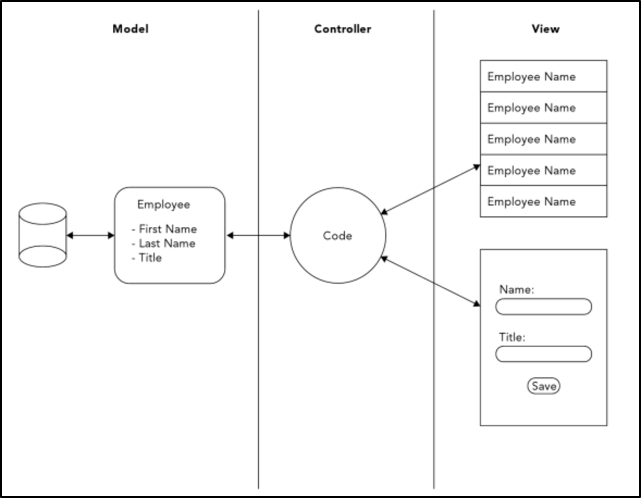 Model
Controller
View
Employee Name
Employee Name
Employee Name
Employee Name
Employee Name
Employee
- First Name
- Last Name
- Title
Code
Name:
Title:
Save